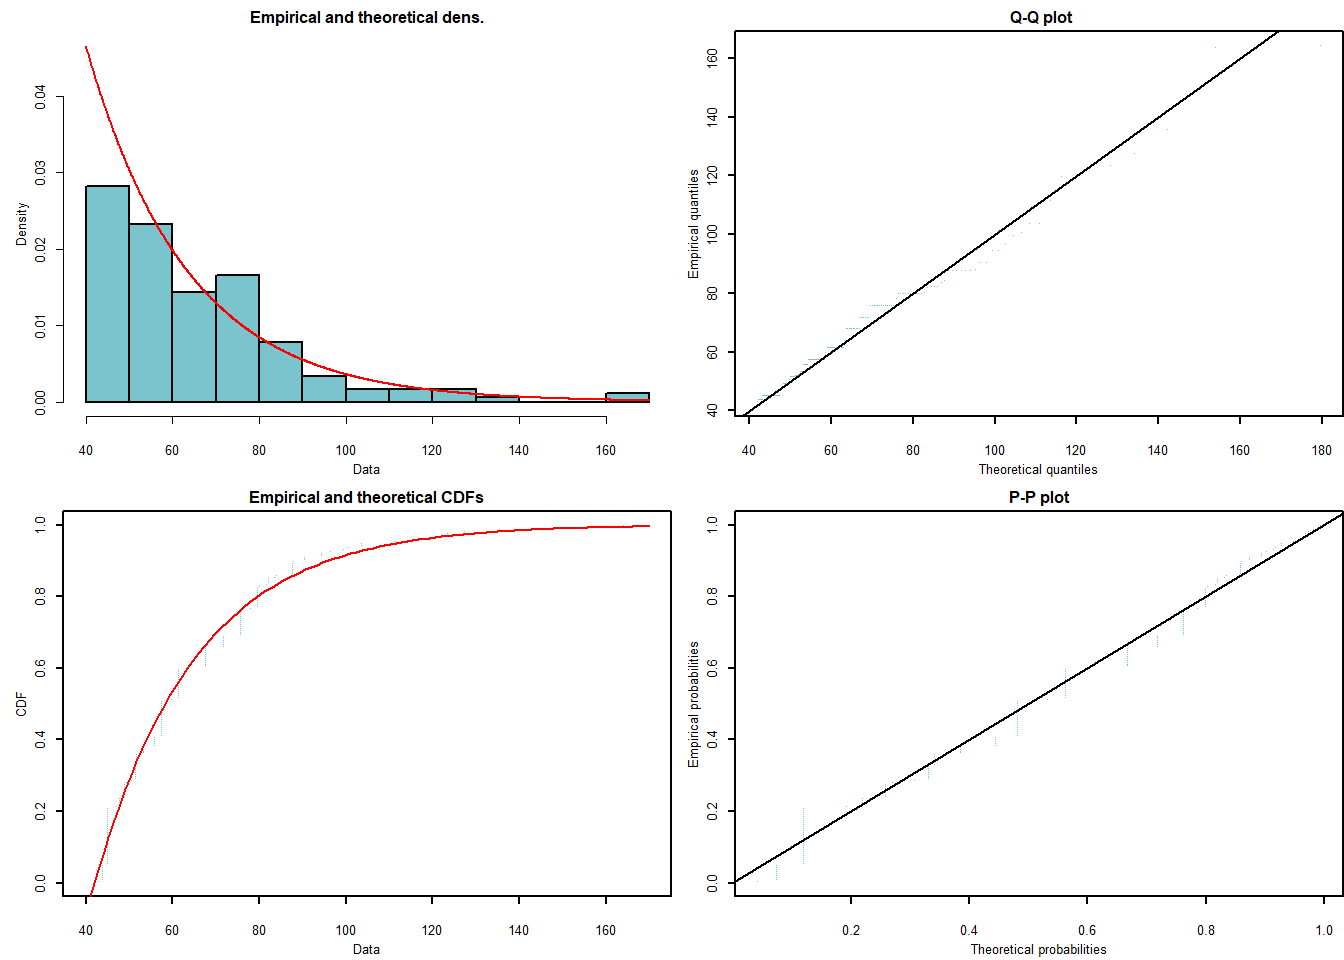 Empirical and theoretical dens.
Density
0.00 0.01 0.02 0.03 0.04
40 60 80 100 120 140 160
Data
Q-Q plot
Empirical quantiles
40 60 80 100 120 140 160
40 60 80 100 120 140 160 180
Theoretical quantiles
Empirical and theoretical CDFs
CDF
0.0 0.2 0.4 0.6 0.8 1.0
40 60 80 100 120 140 160
Data
P-P plot
Empirical probabilities
0.0 0.2 0.4 0.6 0.8 1.0
0.2 0.4 0.6 0.8 1.0
Theoretical probabilities